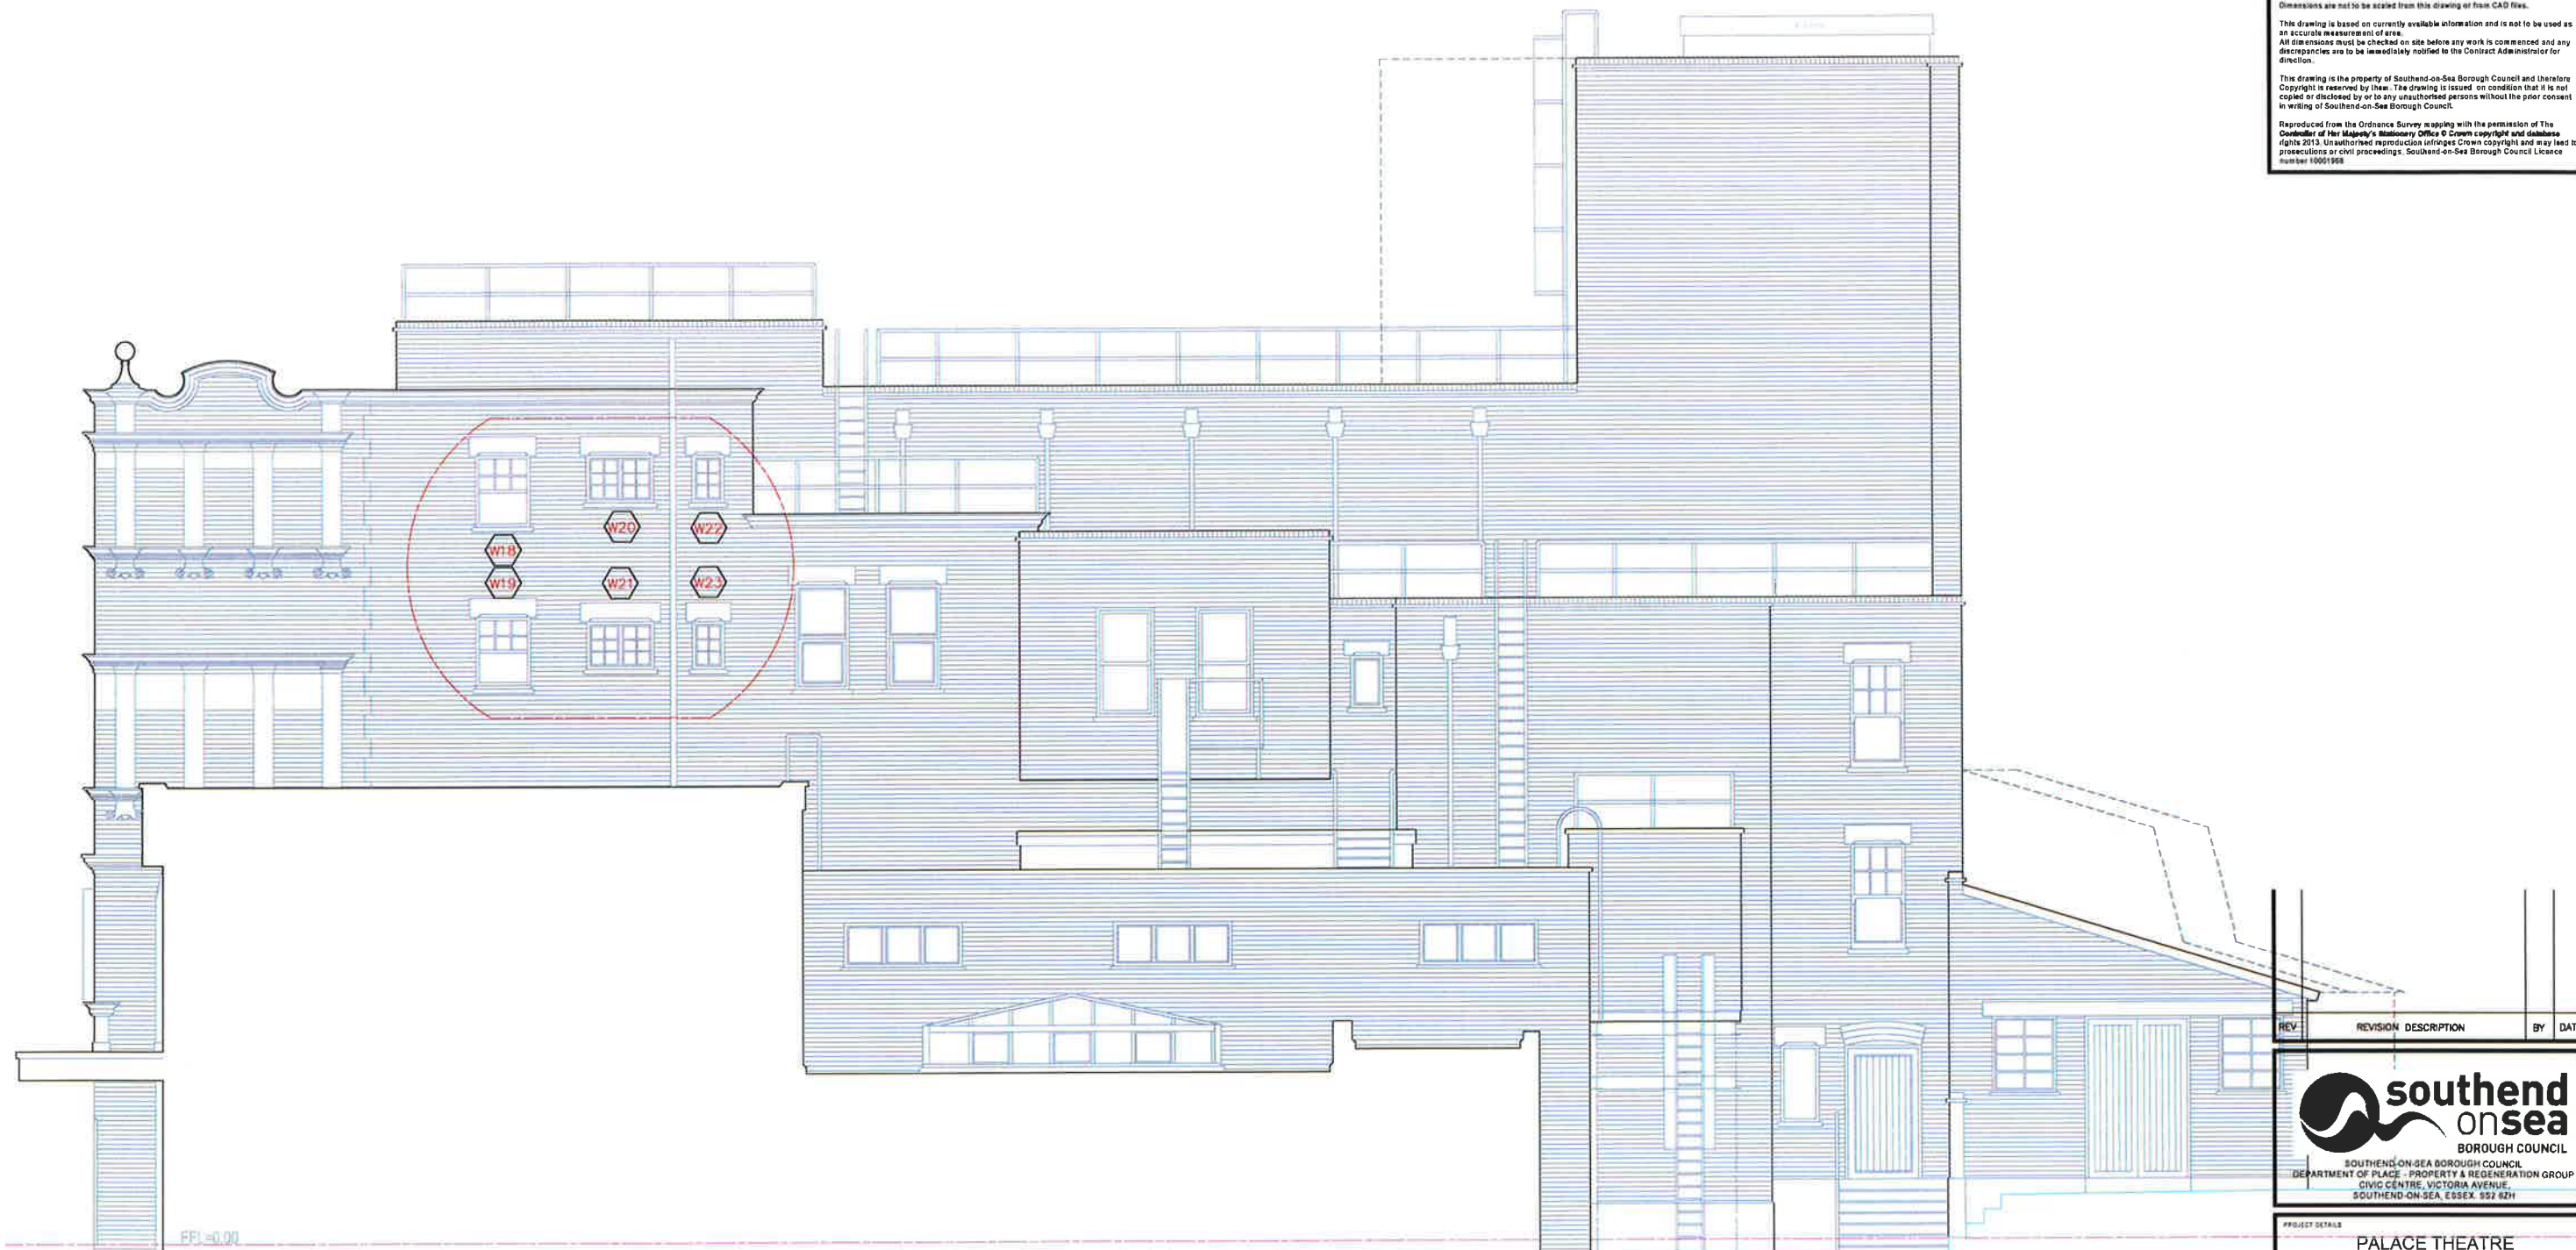 Dimensions are not to be scaled from this drawing or from CAD files.
This drawing is based on currently available information and is not to be used as
an accurate measurement of area.
All dimensions must be checked on site before any work is commenced and any
discrepancies are to be immediately notified to the Contract Administrator for
direction.
This drawing is the property of Southend-on-Sea Borough Council and therefore
Copyright is reserved by them. The drawing is issued on condition that it is not
copied or disclosed by or to any unauthorised persons without the prior consent
in writing of Southend-on-Sea Borough Council.
Reproduced from the Ordnance Survey mapping with the permission of The
Controller of Her Majesty's Stationery Office © Crown copyright and database
rights 2013. Unauthorised reproduction infringes Crown copyright and may lead to
prosecutions or civil proceedings. Southend-on-Sea Borough Council Licence
number 10001968
W20
W22
W18
W19
W21
W23
REV REVISION DESCRIPTION BY DAT
southend
onsea
BOROUGH COUNCIL
SOUTHEND-ON-SEA BOROUGH COUNCIL
DEPARTMENT OF PLACE - PROPERTY & REGENERATION GROUP
CIVIC CENTRE, VICTORIA AVENUE,
SOUTHEND-ON-SEA, ESSEX. SS2 6ZH
FFL=0.00
PROJECT DETAILS
PALACE THEATRE